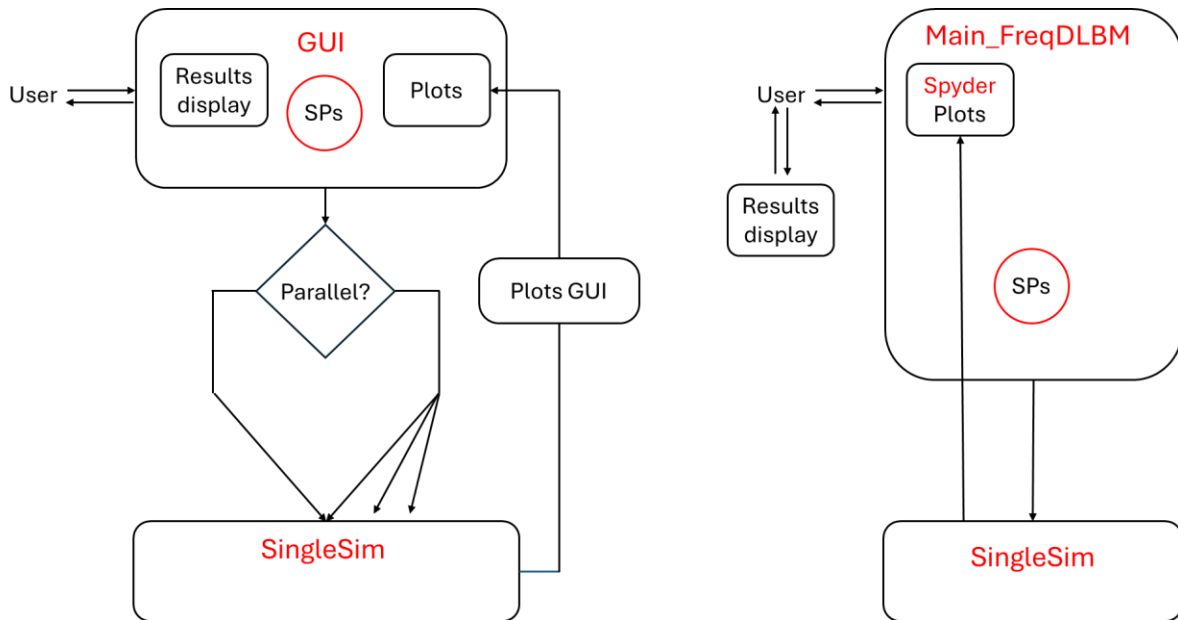 GUI
Results
display
SPs
Plots
User
Parallel?
Plots GUI
SingleSim
Main_FreqDLBM
Spyder
Plots
User
Results
display
SPs
SingleSim